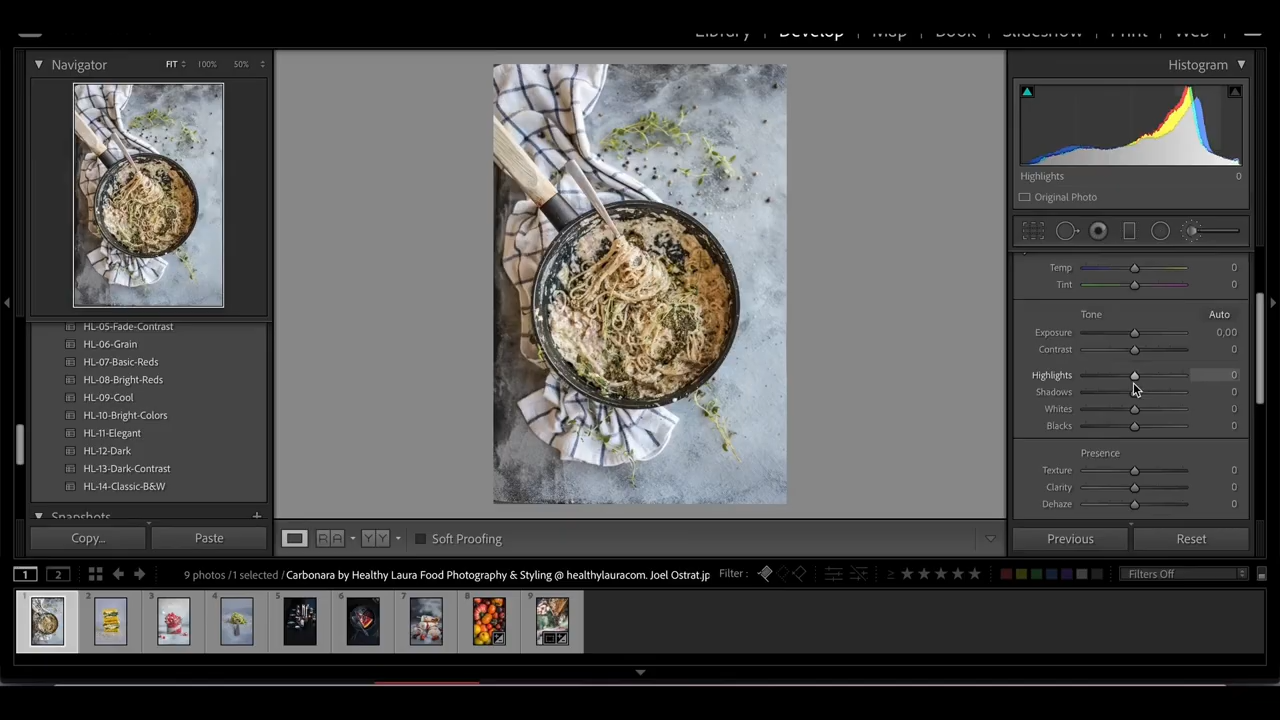 Library | Develop | Map | Book | Slideshow | Print | Web
Navigator FIT 100% 50%
HL-05-Fade-Contrast
HL-06-Grain
HL-07-Basic-Reds
HL-08-Bright-Reds
HL-09-Cool
HL-10-Bright-Colors
HL-11-Elegant
HL-12-Dark
HL-13-Dark-Contrast
HL-14-Classic-B&W
Snapshots +
Copy... Paste
R A Y Y Soft Proofing
Histogram
Highlights 0
Original Photo
Temp 0
Tint 0
Tone Auto
Exposure 0,00
Contrast 0
Highlights 0
Shadows 0
Whites 0
Blacks 0
Presence
Texture 0
Clarity 0
Dehaze 0
Previous Reset
1 2 9 photos /1 selected / Carbonara by Healthy Laura Food Photography & Styling @ healthylauracom. Joel Ostrat.jp Filter : ≥ ★★★★★ Filters Off
1 2 3 4 5 6 7 8 9